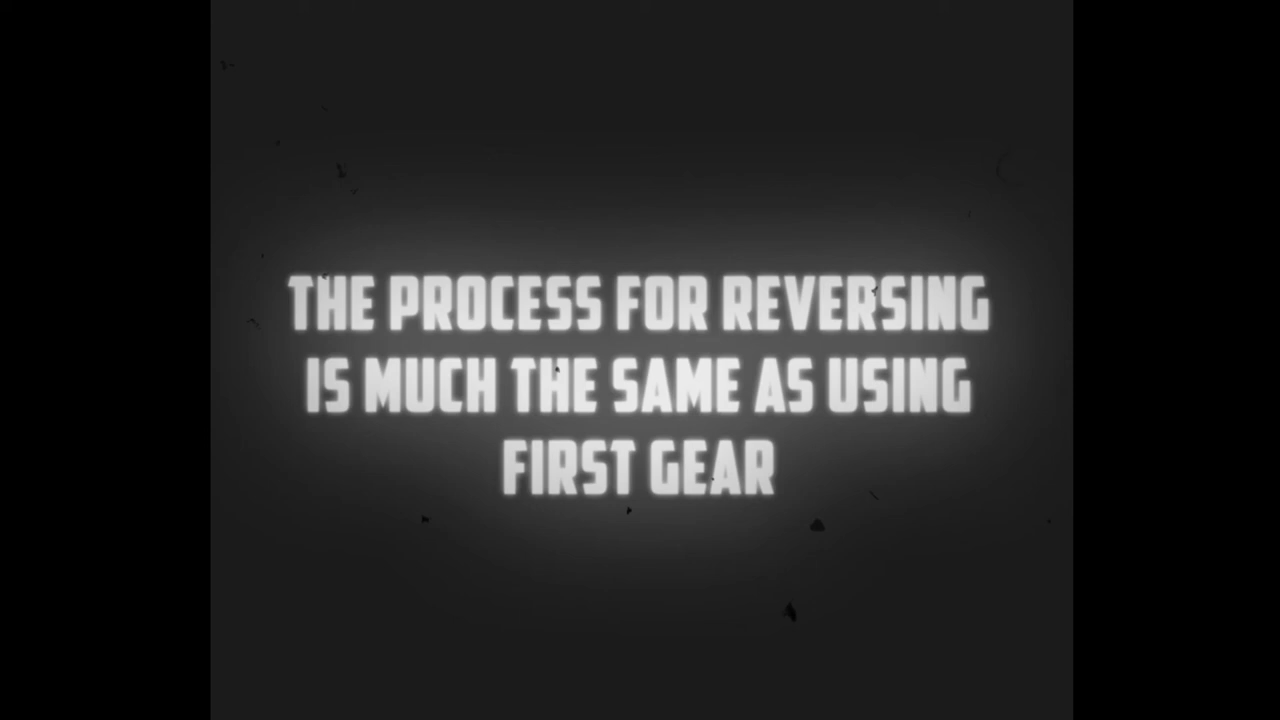 THE PROCESS FOR REVERSING
IS MUCH THE SAME AS USING
FIRST GEAR